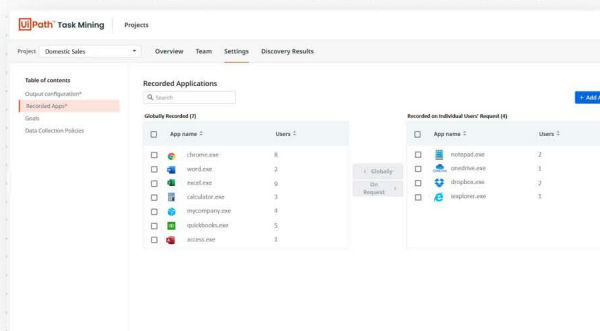 UiPath™ Task Mining
Projects
Project
Domestic Sales
Overview
Team
Settings
Discovery Results
Table of contents
Output configuration*
Recorded Apps*
Goals
Data Collection Policies
Recorded Applications
Search
+ Add A
Globally Recorded (7)
App name
Users
chrome.exe 8
word.exe 2
excel.exe 9
calculator.exe 3
mycompany.exe 4
quickbooks.exe 5
access.exe 1
< Globally
On
Request >
Recorded on Individual Users' Request (4)
App name
Users
notepad.exe 2
onedrive.exe 1
dropbox.exe 2
iexplorer.exe 1